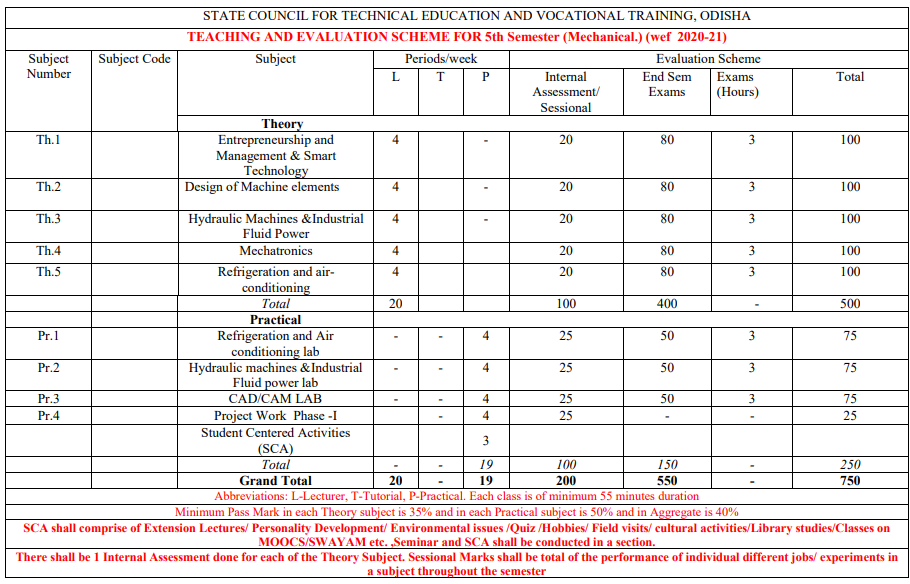 STATE COUNCIL FOR TECHNICAL EDUCATION AND VOCATIONAL TRAINING, ODISHA
TEACHING AND EVALUATION SCHEME FOR 5th Semester (Mechanical.) (wef 2020-21)
Subject Number Subject Code Subject Periods/week Evaluation Scheme
L T P Internal Assessment/ Sessional End Sem Exams Exams (Hours) Total
Theory
Th.1 Entrepreneurship and Management & Smart Technology 4 - 20 80 3 100
Th.2 Design of Machine elements 4 - 20 80 3 100
Th.3 Hydraulic Machines &Industrial Fluid Power 4 - 20 80 3 100
Th.4 Mechatronics 4 20 80 3 100
Th.5 Refrigeration and air-conditioning 4 20 80 3 100
Total 20 100 400 - 500
Practical
Pr.1 Refrigeration and Air conditioning lab - - 4 25 50 3 75
Pr.2 Hydraulic machines &Industrial Fluid power lab - - 4 25 50 3 75
Pr.3 CAD/CAM LAB - - 4 25 50 3 75
Pr.4 Project Work Phase -I - 4 25 - - 25
Student Centered Activities (SCA) 3
Total - - 19 100 150 - 250
Grand Total 20 - 19 200 550 - 750
Abbreviations: L-Lecturer, T-Tutorial, P-Practical. Each class is of minimum 55 minutes duration
Minimum Pass Mark in each Theory subject is 35% and in each Practical subject is 50% and in Aggregate is 40%
SCA shall comprise of Extension Lectures/ Personality Development/ Environmental issues /Quiz /Hobbies/ Field visits/ cultural activities/Library studies/Classes on
MOOCS/SWAYAM etc. ,Seminar and SCA shall be conducted in a section.
There shall be 1 Internal Assessment done for each of the Theory Subject. Sessional Marks shall be total of the performance of individual different jobs/ experiments in
a subject throughout the semester